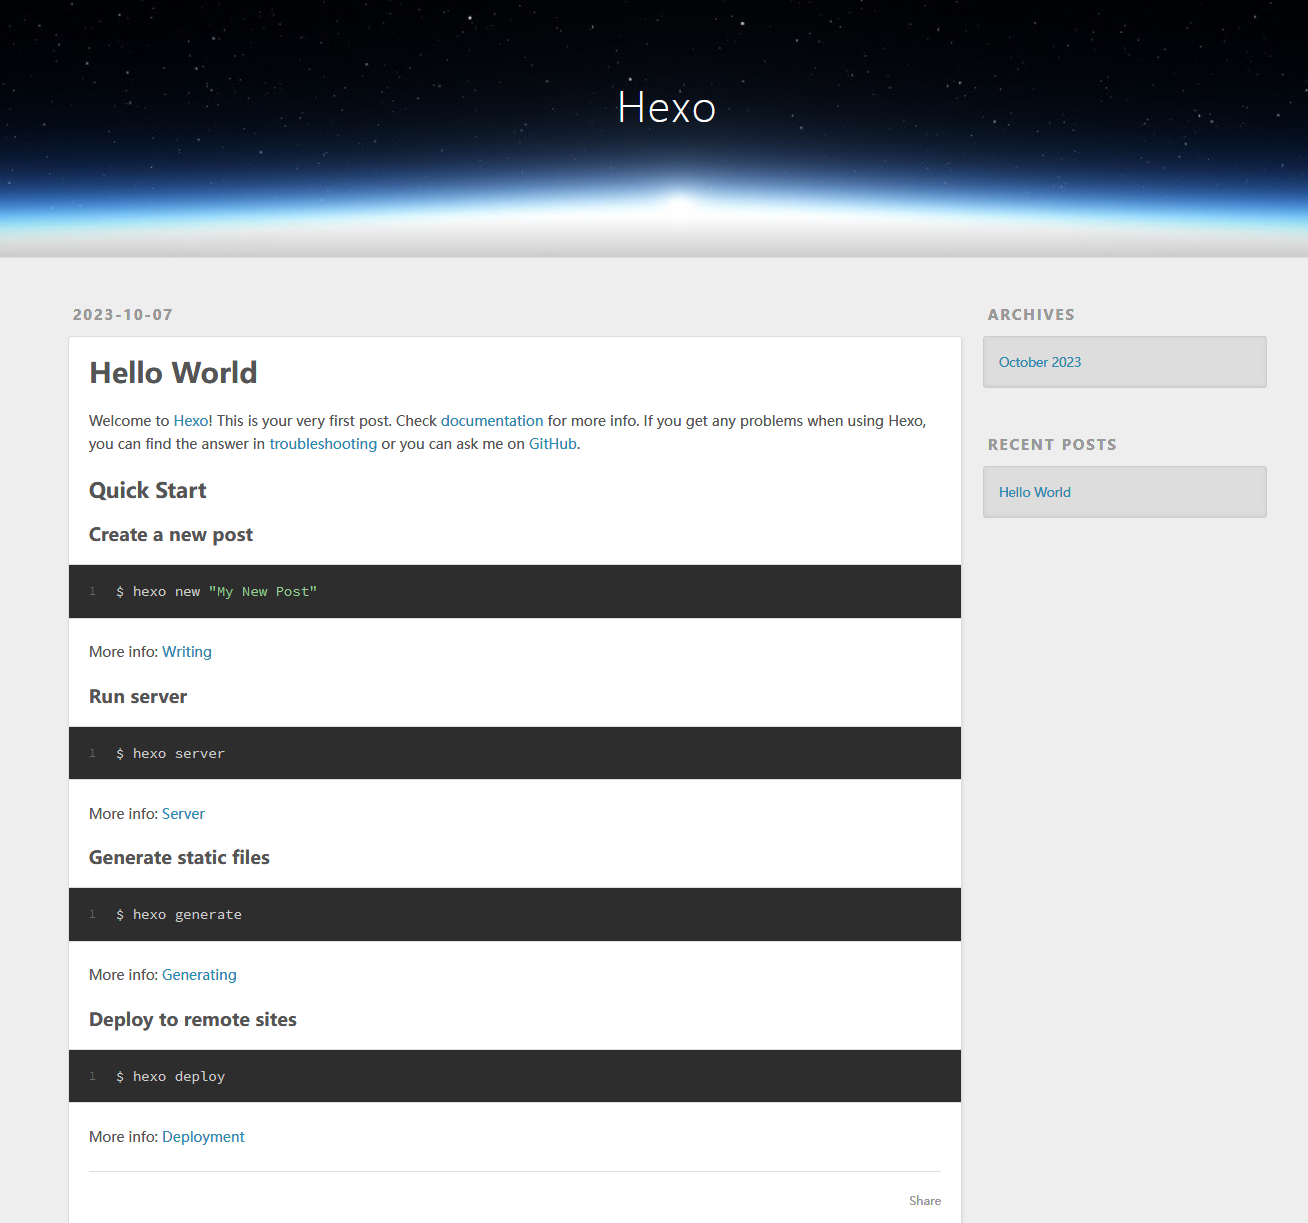 Hexo
2023-10-07
Hello World
Welcome to Hexo! This is your very first post. Check documentation for more info. If you get any problems when using Hexo,
you can find the answer in troubleshooting or you can ask me on GitHub.
Quick Start
Create a new post
1 $ hexo new "My New Post"
More info: Writing
Run server
1 $ hexo server
More info: Server
Generate static files
1 $ hexo generate
More info: Generating
Deploy to remote sites
1 $ hexo deploy
More info: Deployment
Share
ARCHIVES
October 2023
RECENT POSTS
Hello World